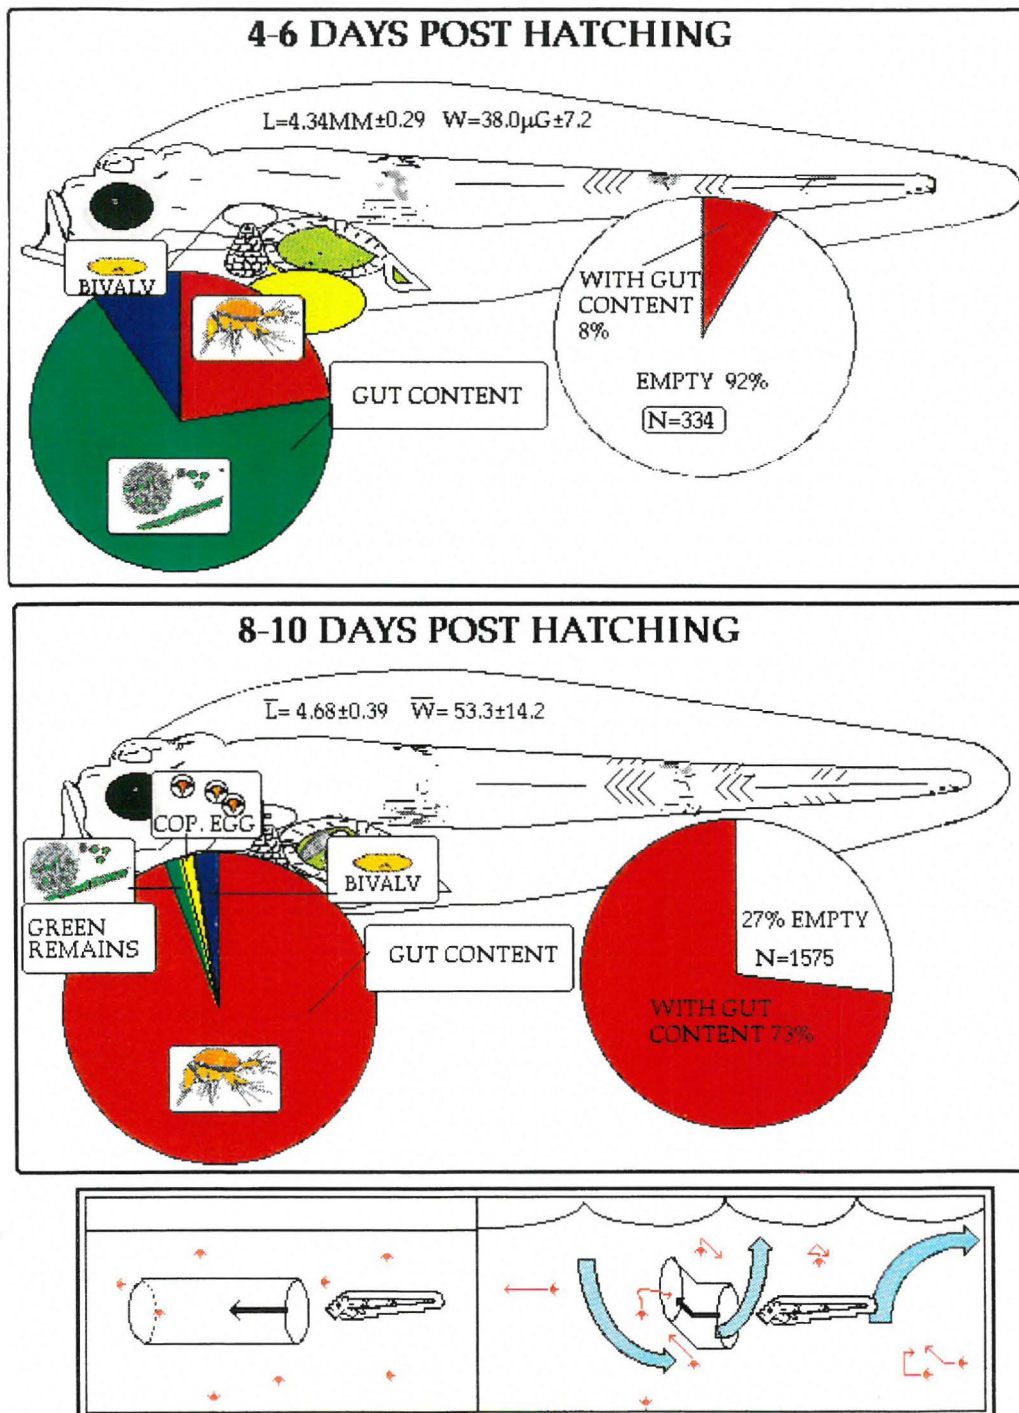 4-6 DAYS POST HATCHING
L=4.34MM±0.29 W=38.0µG±7.2
BIVALV
WITH GUT
CONTENT
8%
GUT CONTENT
EMPTY 92%
N=334
8-10 DAYS POST HATCHING
L̅= 4.68±0.39 W̅= 53.3±14.2
COP. EGG
BIVALV
GREEN
REMAINS
GUT CONTENT
27% EMPTY
N=1575
WITH GUT
CONTENT 73%